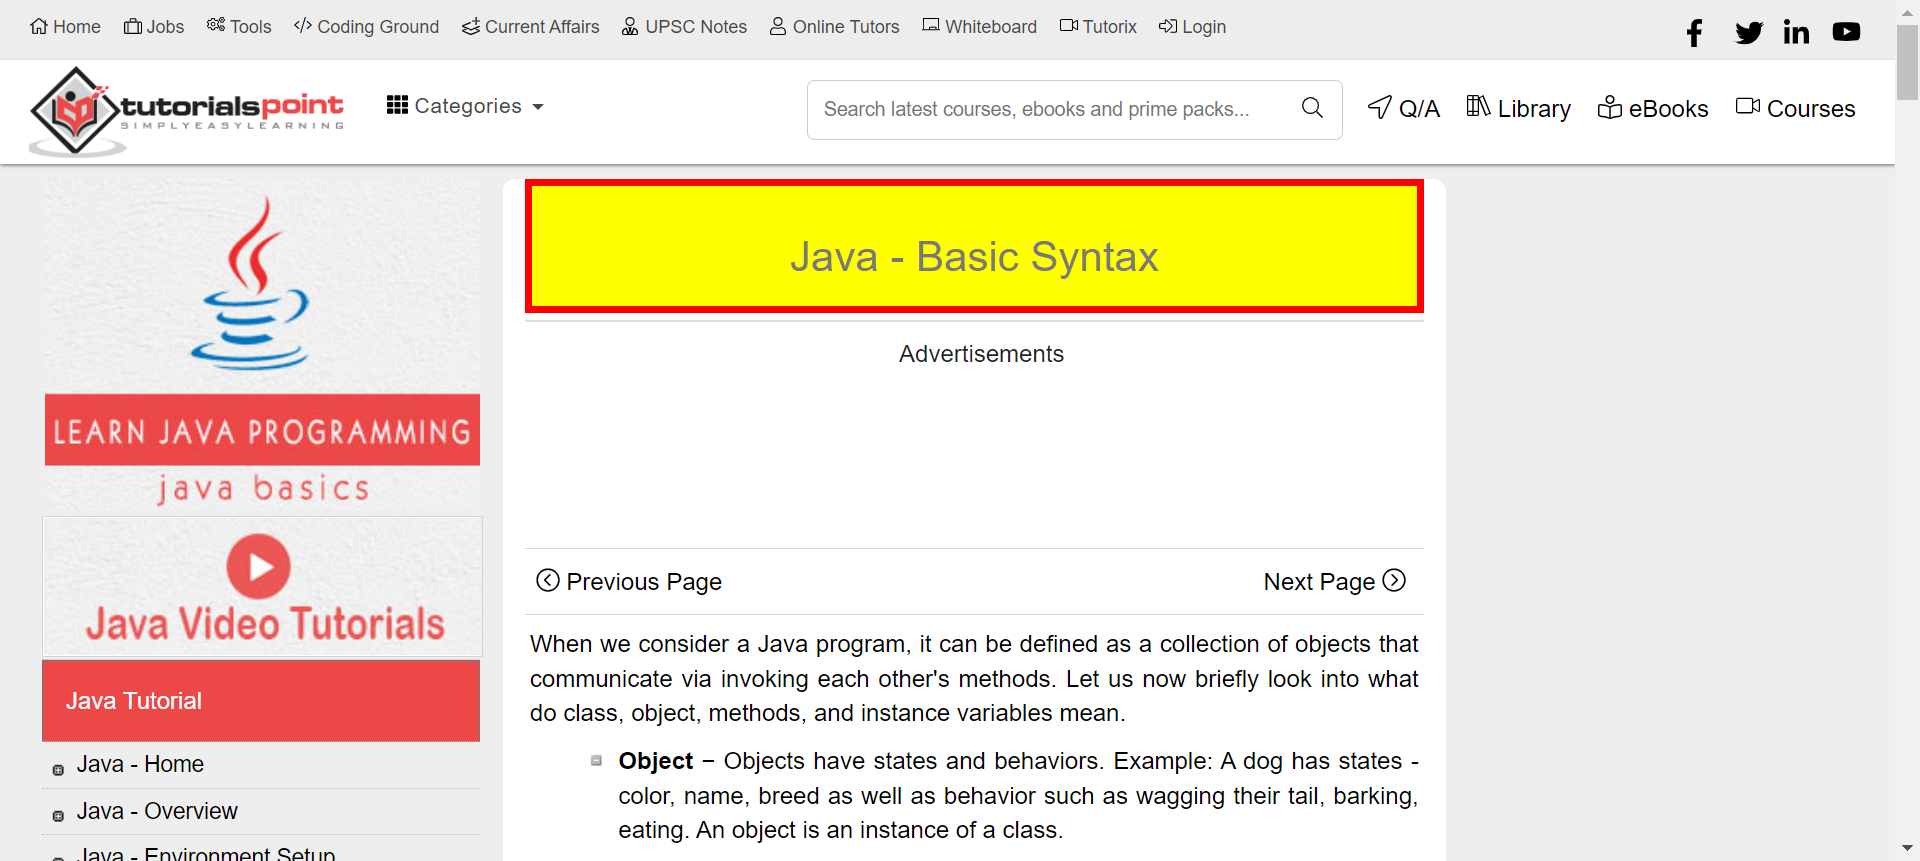 Home Jobs Tools Coding Ground Current Affairs UPSC Notes Online Tutors Whiteboard Tutorix Login
tutorialspoint
SIMPLYEASYLEARNING
Categories
Search latest courses, ebooks and prime packs...
Q/A Library eBooks Courses
LEARN JAVA PROGRAMMING
java basics
Java Video Tutorials
Java Tutorial
Java - Home
Java - Overview
Java - Environment Setup
Java - Basic Syntax
Advertisements
Previous Page
Next Page
When we consider a Java program, it can be defined as a collection of objects that
communicate via invoking each other's methods. Let us now briefly look into what
do class, object, methods, and instance variables mean.
Object − Objects have states and behaviors. Example: A dog has states -
color, name, breed as well as behavior such as wagging their tail, barking,
eating. An object is an instance of a class.